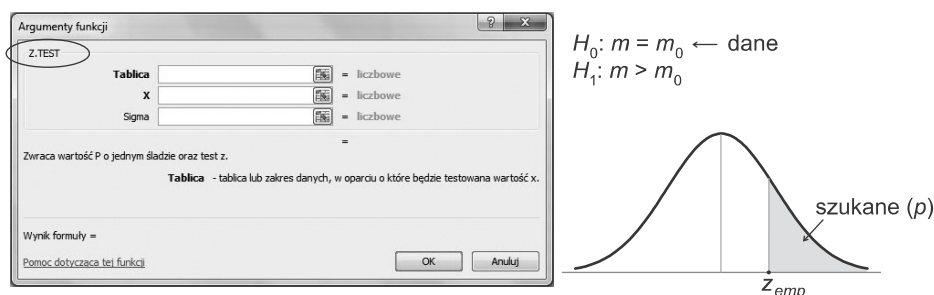 Argumenty funkcji
Z.TEST
Tablica = liczbowe
X = liczbowe
Sigma = liczbowe
=
Zwraca wartość P o jednym śladzie oraz test z.
Tablica - tablica lub zakres danych, w oparciu o które będzie testowana wartość x.
Wynik formuły =
Pomoc dotycząca tej funkcji
OK
Anuluj
H₀: m = m₀ ← dane
H₁: m > m₀
szukane (p)
z_emp